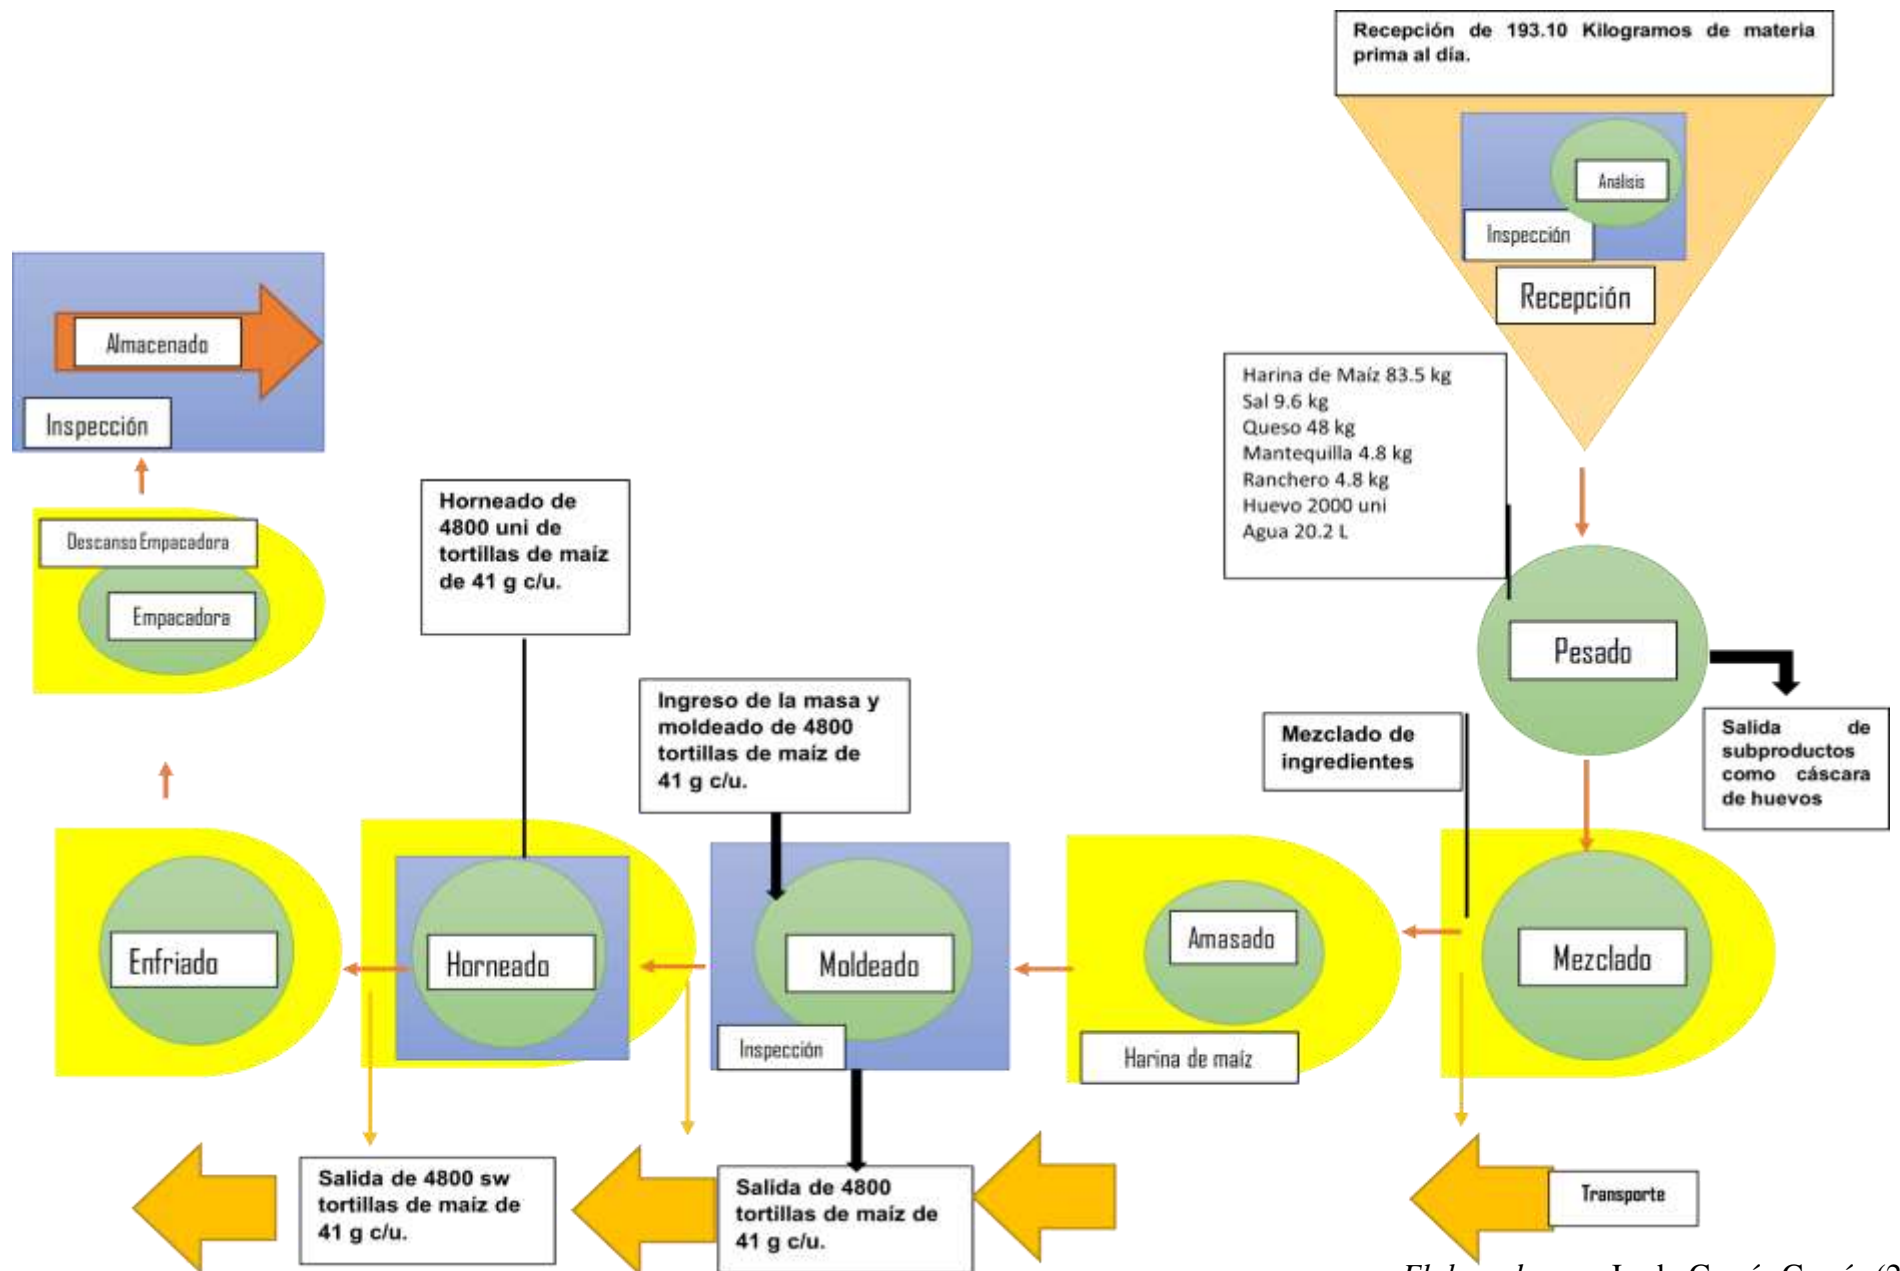 Recepción de 193.10 Kilogramos de materia
prima al día.
Análisis
Inspección
Recepción
Harina de Maíz 83.5 kg
Sal 9.6 kg
Queso 48 kg
Mantequilla 4.8 kg
Ranchero 4.8 kg
Huevo 2000 uni
Agua 20.2 L
Pesado
Salida de
subproductos
como cáscara
de huevos
Mezclado de
ingredientes
Mezclado
Amasado
Harina de maíz
Ingreso de la masa y
moldeado de 4800
tortillas de maíz de
41 g c/u.
Moldeado
Inspección
Horneado de
4800 uni de
tortillas de maíz
de 41 g c/u.
Horneado
Enfriado
Descanso Empacadora
Empacadora
Almacenado
Inspección
Salida de 4800 sw
tortillas de maíz de
41 g c/u.
Salida de 4800
tortillas de maíz de
41 g c/u.
Transporte